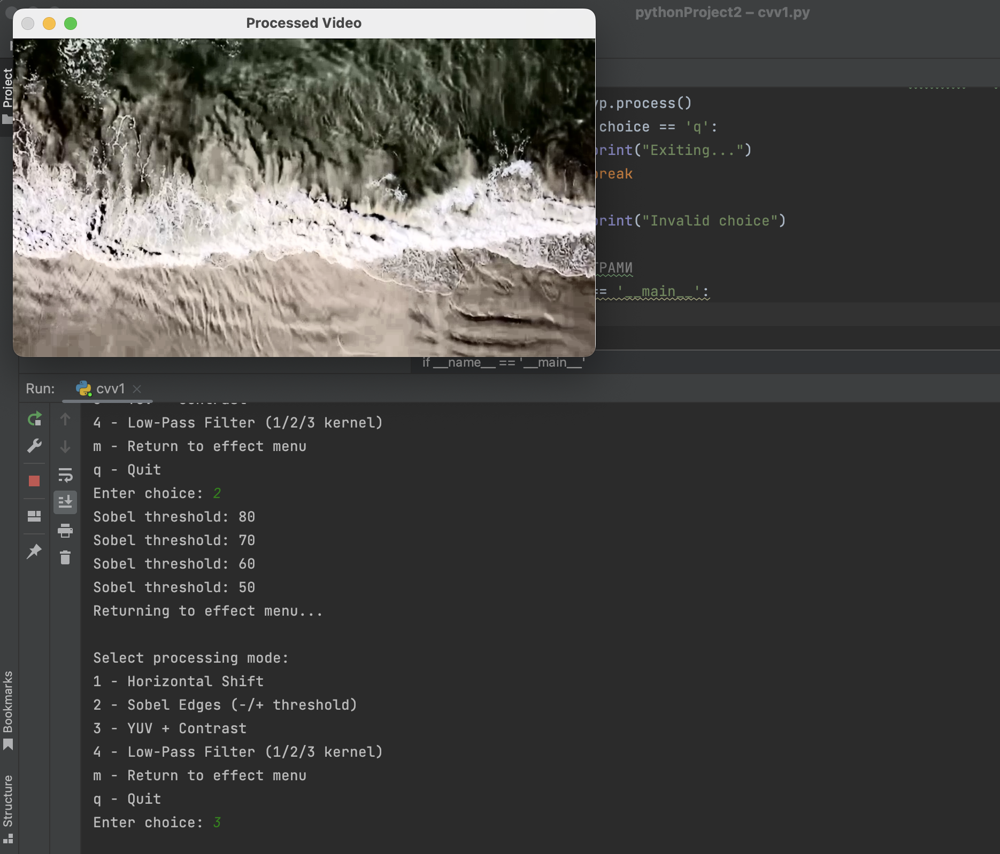 pythonProject2 – cvv1.py
Processed Video
Project
p.process()
choice == 'q':
print("Exiting...")
break
print("Invalid choice")
== '__main__':
if __name__ == '__main__'
Run:
cvv1
4 - Low-Pass Filter (1/2/3 kernel)
m - Return to effect menu
q - Quit
Enter choice: 2
Sobel threshold: 80
Sobel threshold: 70
Sobel threshold: 60
Sobel threshold: 50
Returning to effect menu...
Select processing mode:
1 - Horizontal Shift
2 - Sobel Edges (-/+ threshold)
3 - YUV + Contrast
4 - Low-Pass Filter (1/2/3 kernel)
m - Return to effect menu
q - Quit
Enter choice: 3
Bookmarks
Structure